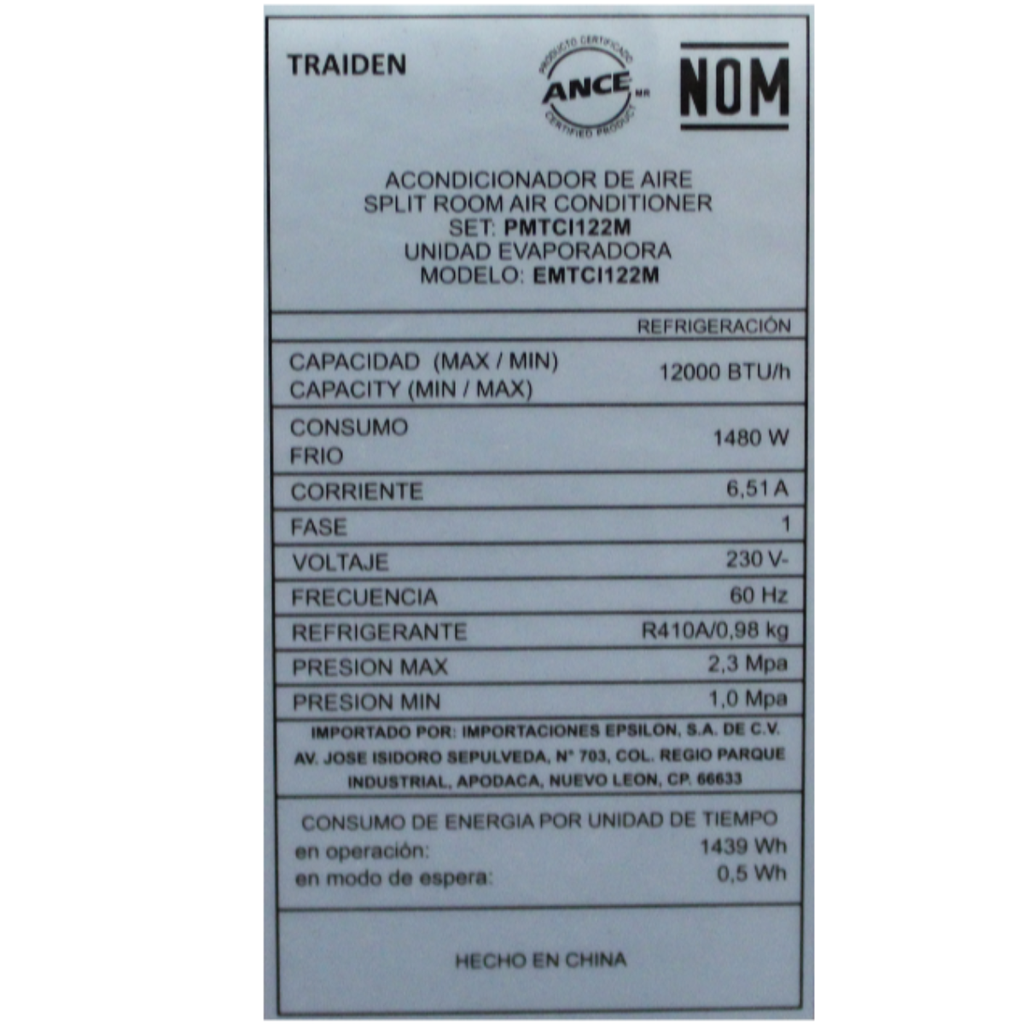 TRAIDEN
PRODUCTO CERTIFICADO
ANCE MR
CERTIFIED PRODUCT
NOM
ACONDICIONADOR DE AIRE
SPLIT ROOM AIR CONDITIONER
SET: PMTCI122M
UNIDAD EVAPORADORA
MODELO: EMTCI122M
REFRIGERACIÓN
CAPACIDAD (MAX / MIN)
CAPACITY (MIN / MAX)
12000 BTU/h
CONSUMO
FRIO
1480 W
CORRIENTE 6,51 A
FASE 1
VOLTAJE 230 V-
FRECUENCIA 60 Hz
REFRIGERANTE R410A/0,98 kg
PRESION MAX 2,3 Mpa
PRESION MIN 1,0 Mpa
IMPORTADO POR: IMPORTACIONES EPSILON, S.A. DE C.V.
AV. JOSE ISIDORO SEPULVEDA, N° 703, COL. REGIO PARQUE
INDUSTRIAL, APODACA, NUEVO LEON, CP. 66633
CONSUMO DE ENERGIA POR UNIDAD DE TIEMPO
en operación: 1439 Wh
en modo de espera: 0,5 Wh
HECHO EN CHINA